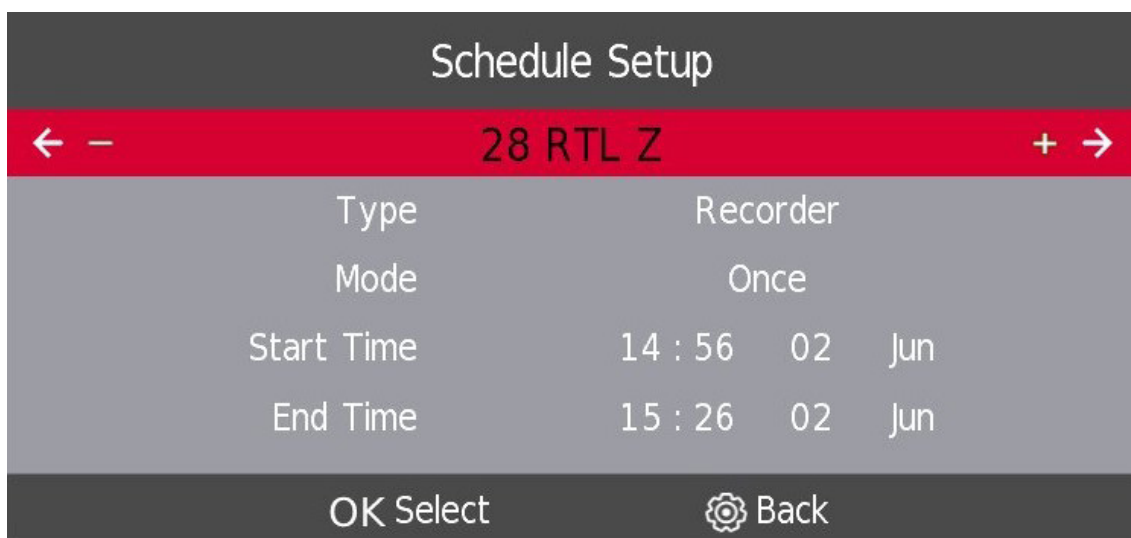 Schedule Setup
← − 28 RTL Z + →
Type Recorder
Mode Once
Start Time 14 : 56 02 Jun
End Time 15 : 26 02 Jun
OK Select Back